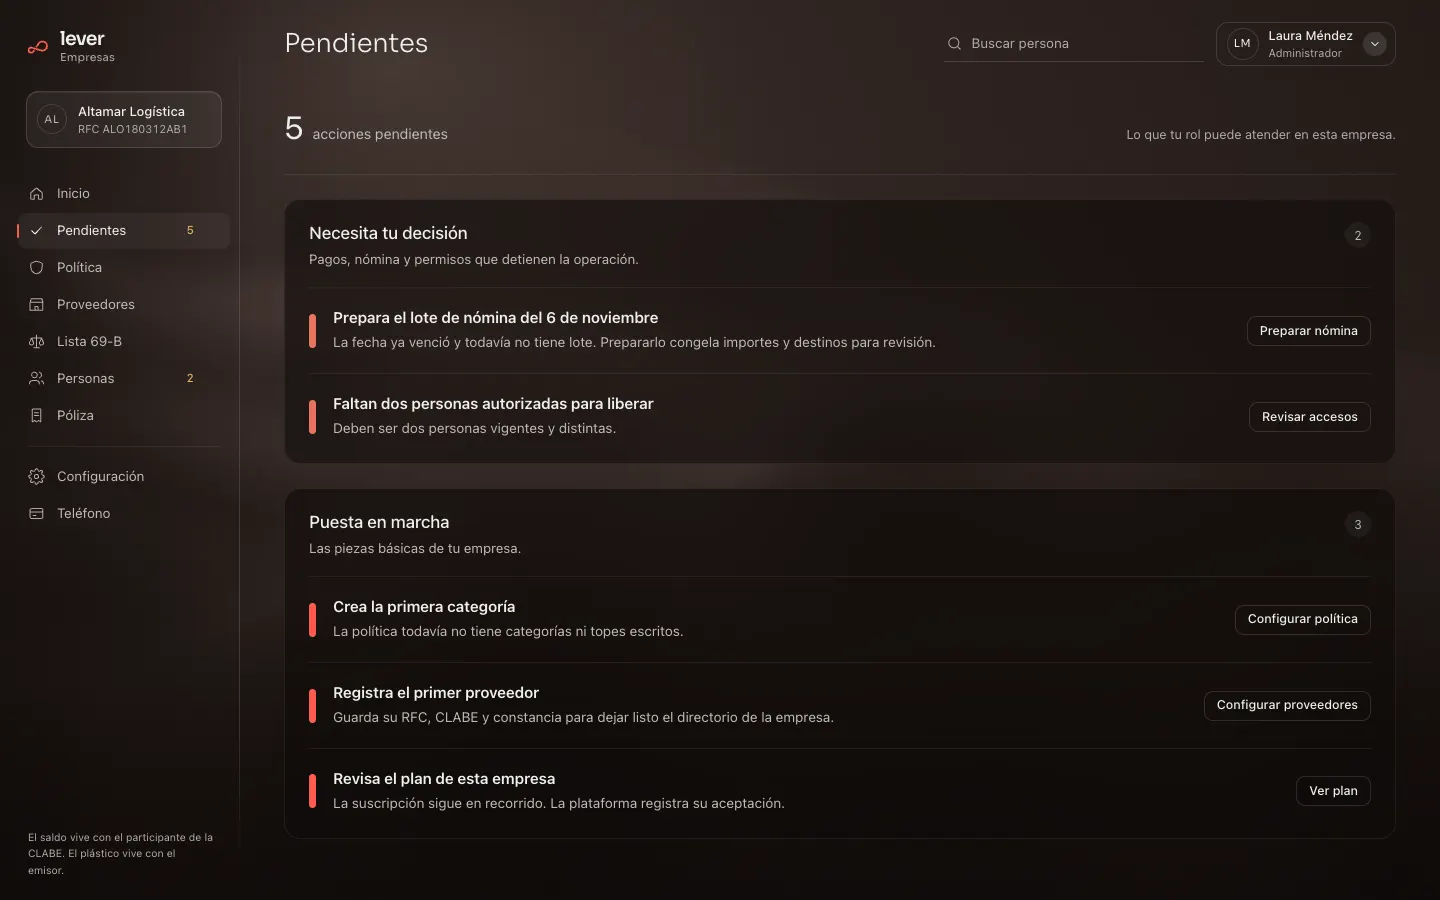 lever
Empresas
AL
Altamar Logística
RFC ALO180312AB1
Inicio
Pendientes 5
Política
Proveedores
Lista 69-B
Personas 2
Póliza
Configuración
Teléfono
El saldo vive con el participante de la
CLABE. El plástico vive con el
emisor.
Pendientes
Buscar persona
LM
Laura Méndez
Administrador
5 acciones pendientes
Lo que tu rol puede atender en esta empresa.
Necesita tu decisión
2
Pagos, nómina y permisos que detienen la operación.
Prepara el lote de nómina del 6 de noviembre
La fecha ya venció y todavía no tiene lote. Prepararlo congela importes y destinos para revisión.
Preparar nómina
Faltan dos personas autorizadas para liberar
Deben ser dos personas vigentes y distintas.
Revisar accesos
Puesta en marcha
3
Las piezas básicas de tu empresa.
Crea la primera categoría
La política todavía no tiene categorías ni topes escritos.
Configurar política
Registra el primer proveedor
Guarda su RFC, CLABE y constancia para dejar listo el directorio de la empresa.
Configurar proveedores
Revisa el plan de esta empresa
La suscripción sigue en recorrido. La plataforma registra su aceptación.
Ver plan